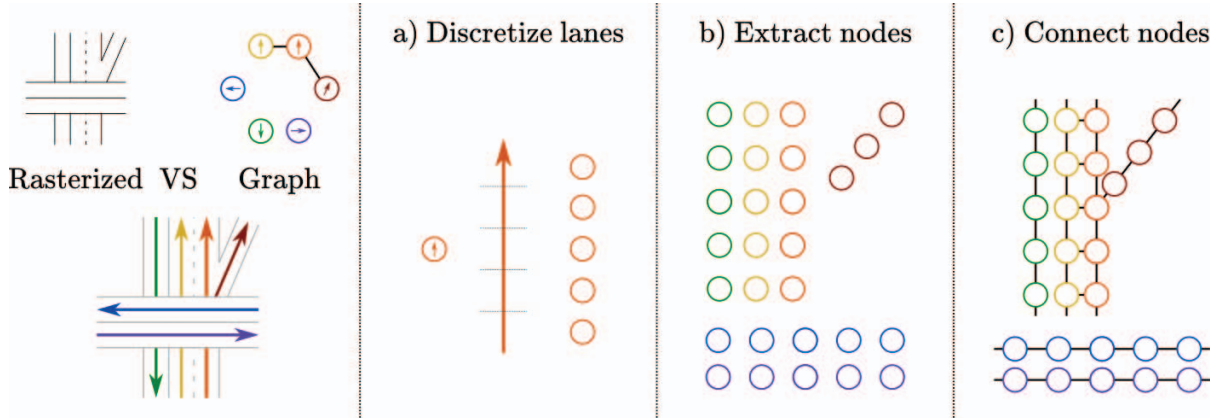 Rasterized VS Graph
a) Discretize lanes
b) Extract nodes
c) Connect nodes